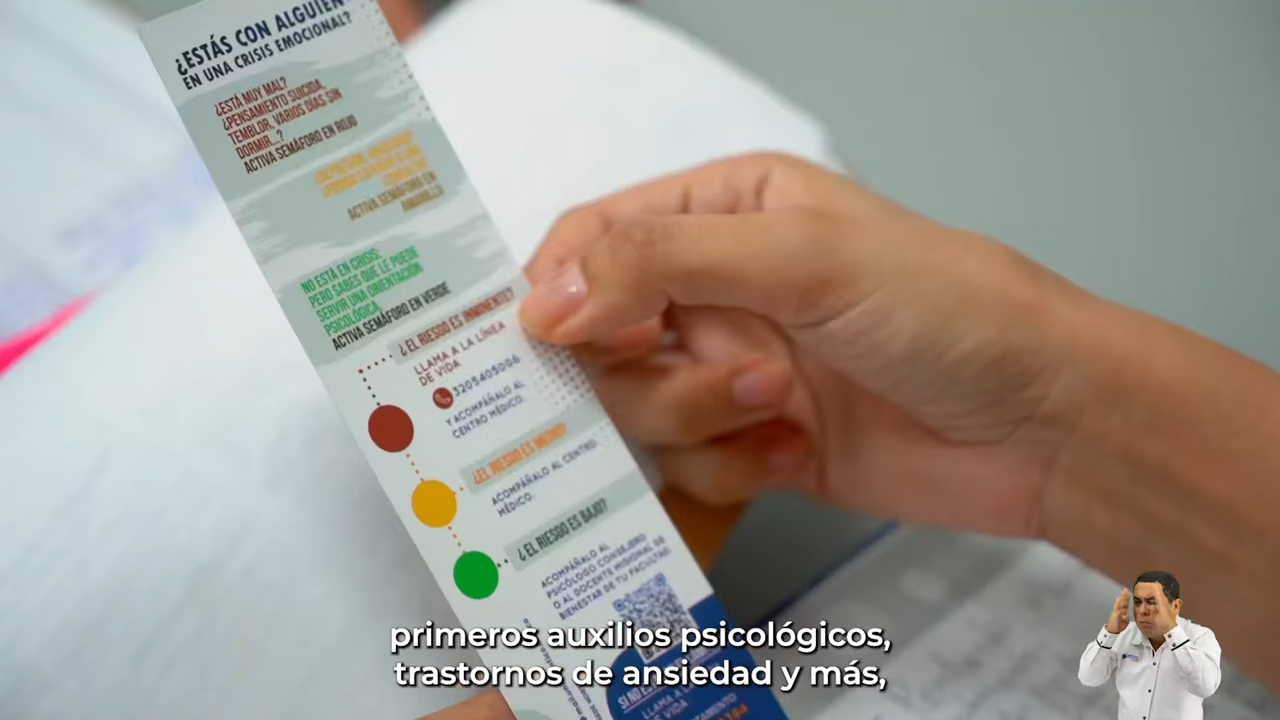 ¿ESTÁS CON ALGUIEN
EN UNA CRISIS EMOCIONAL?
¿ESTÁ MUY MAL?
¿PENSAMIENTO SUICIDA,
TEMBLOR, VARIOS DÍAS SIN
DORMIR...?
ACTIVA SEMÁFORO EN ROJO
ACTIVA SEMÁFORO EN
AMARILLO
NO ESTÁ EN CRISIS,
PERO SABES QUE LE PUEDE
SERVIR UNA ORIENTACIÓN
PSICOLÓGICA
ACTIVA SEMÁFORO EN VERDE
¿EL RIESGO ES INMINENTE?
LLAMA A LA LÍNEA
DE VIDA
3205405006
Y ACOMPÁÑALO AL
CENTRO MÉDICO.
¿EL RIESGO ES MEDIO?
ACOMPÁÑALO AL CENTRO
MÉDICO.
¿EL RIESGO ES BAJO?
ACOMPÁÑALO AL
PSICÓLOGO CONSEJERO
O AL DOCENTE MISIONAL DE
BIENESTAR DE TU FACULTAD
LLAMA A LA
DE VIDA
primeros auxilios psicológicos,
trastornos de ansiedad y más,